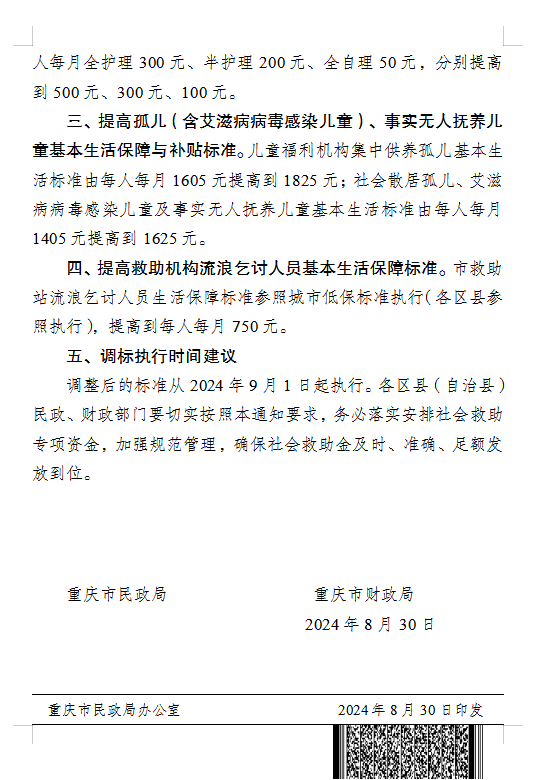 人每月全护理 300 元、半护理 200 元、全自理 50 元，分别提高
到 500 元、300 元、100 元。
三、提高孤儿（含艾滋病病毒感染儿童）、事实无人抚养儿
童基本生活保障与补贴标准。儿童福利机构集中供养孤儿基本生
活标准由每人每月 1605 元提高到 1825 元；社会散居孤儿、艾滋
病病毒感染儿童及事实无人抚养儿童基本生活标准由每人每月
1405 元提高到 1625 元。
四、提高救助机构流浪乞讨人员基本生活保障标准。市救助
站流浪乞讨人员生活保障标准参照城市低保标准执行（各区县参
照执行），提高到每人每月 750 元。
五、调标执行时间建议
调整后的标准从 2024 年 9 月 1 日起执行。各区县（自治县）
民政、财政部门要切实按照本通知要求，务必落实安排社会救助
专项资金，加强规范管理，确保社会救助金及时、准确、足额发
放到位。
重庆市民政局 重庆市财政局
2024 年 8 月 30 日
重庆市民政局办公室 2024 年 8 月 30 日印发